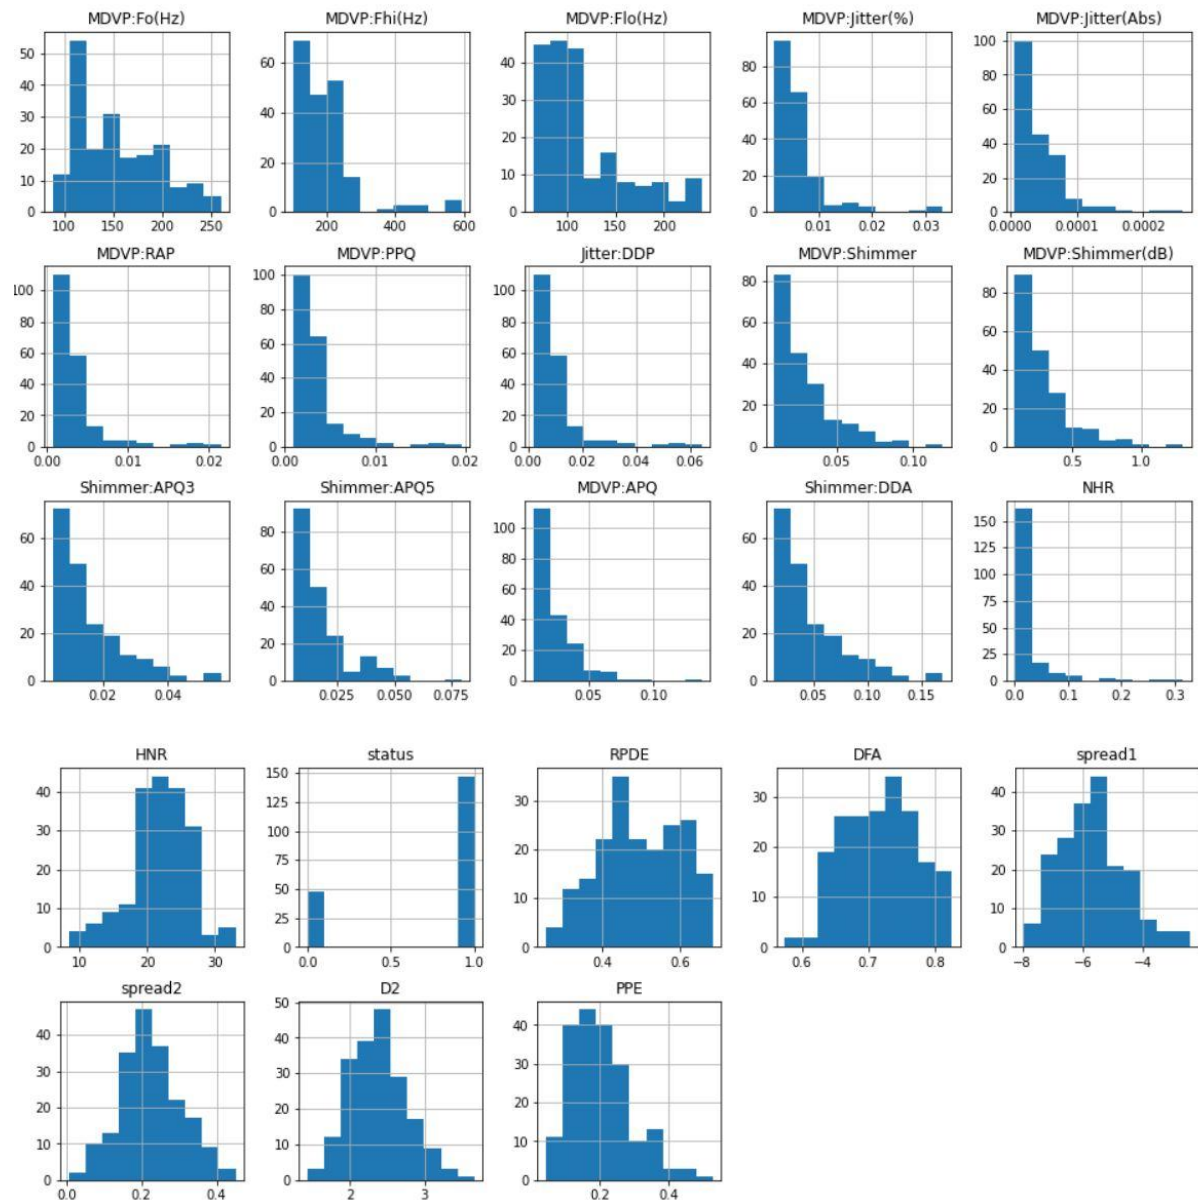 MDVP:Fo(Hz) MDVP:Fhi(Hz) MDVP:Flo(Hz) MDVP:Jitter(%) MDVP:Jitter(Abs)
50 40 30 20 10 0
60 40 20 0
40 30 20 10 0
80 60 40 20 0
100 80 60 40 20 0
100 150 200 250
200 400 600
100 150 200
0.01 0.02 0.03
0.0000 0.0001 0.0002
MDVP:RAP MDVP:PPQ Jitter:DDP MDVP:Shimmer MDVP:Shimmer(dB)
100 80 60 40 20 0
100 80 60 40 20 0
100 80 60 40 20 0
80 60 40 20 0
80 60 40 20 0
0.00 0.01 0.02
0.00 0.01 0.02
0.00 0.02 0.04 0.06
0.05 0.10
0.5 1.0
Shimmer:APQ3 Shimmer:APQ5 MDVP:APQ Shimmer:DDA NHR
60 40 20 0
80 60 40 20 0
100 80 60 40 20 0
60 40 20 0
150 125 100 75 50 25 0
0.02 0.04
0.025 0.050 0.075
0.05 0.10
0.05 0.10 0.15
0.0 0.1 0.2 0.3
HNR status RPDE DFA spread1
40 30 20 10 0
150 125 100 75 50 25 0
30 20 10 0
30 20 10 0
40 30 20 10 0
10 20 30
0.0 0.5 1.0
0.4 0.6
0.6 0.7 0.8
−8 −6 −4
spread2 D2 PPE
40 30 20 10 0
50 40 30 20 10 0
40 30 20 10 0
0.0 0.2 0.4
2 3
0.2 0.4